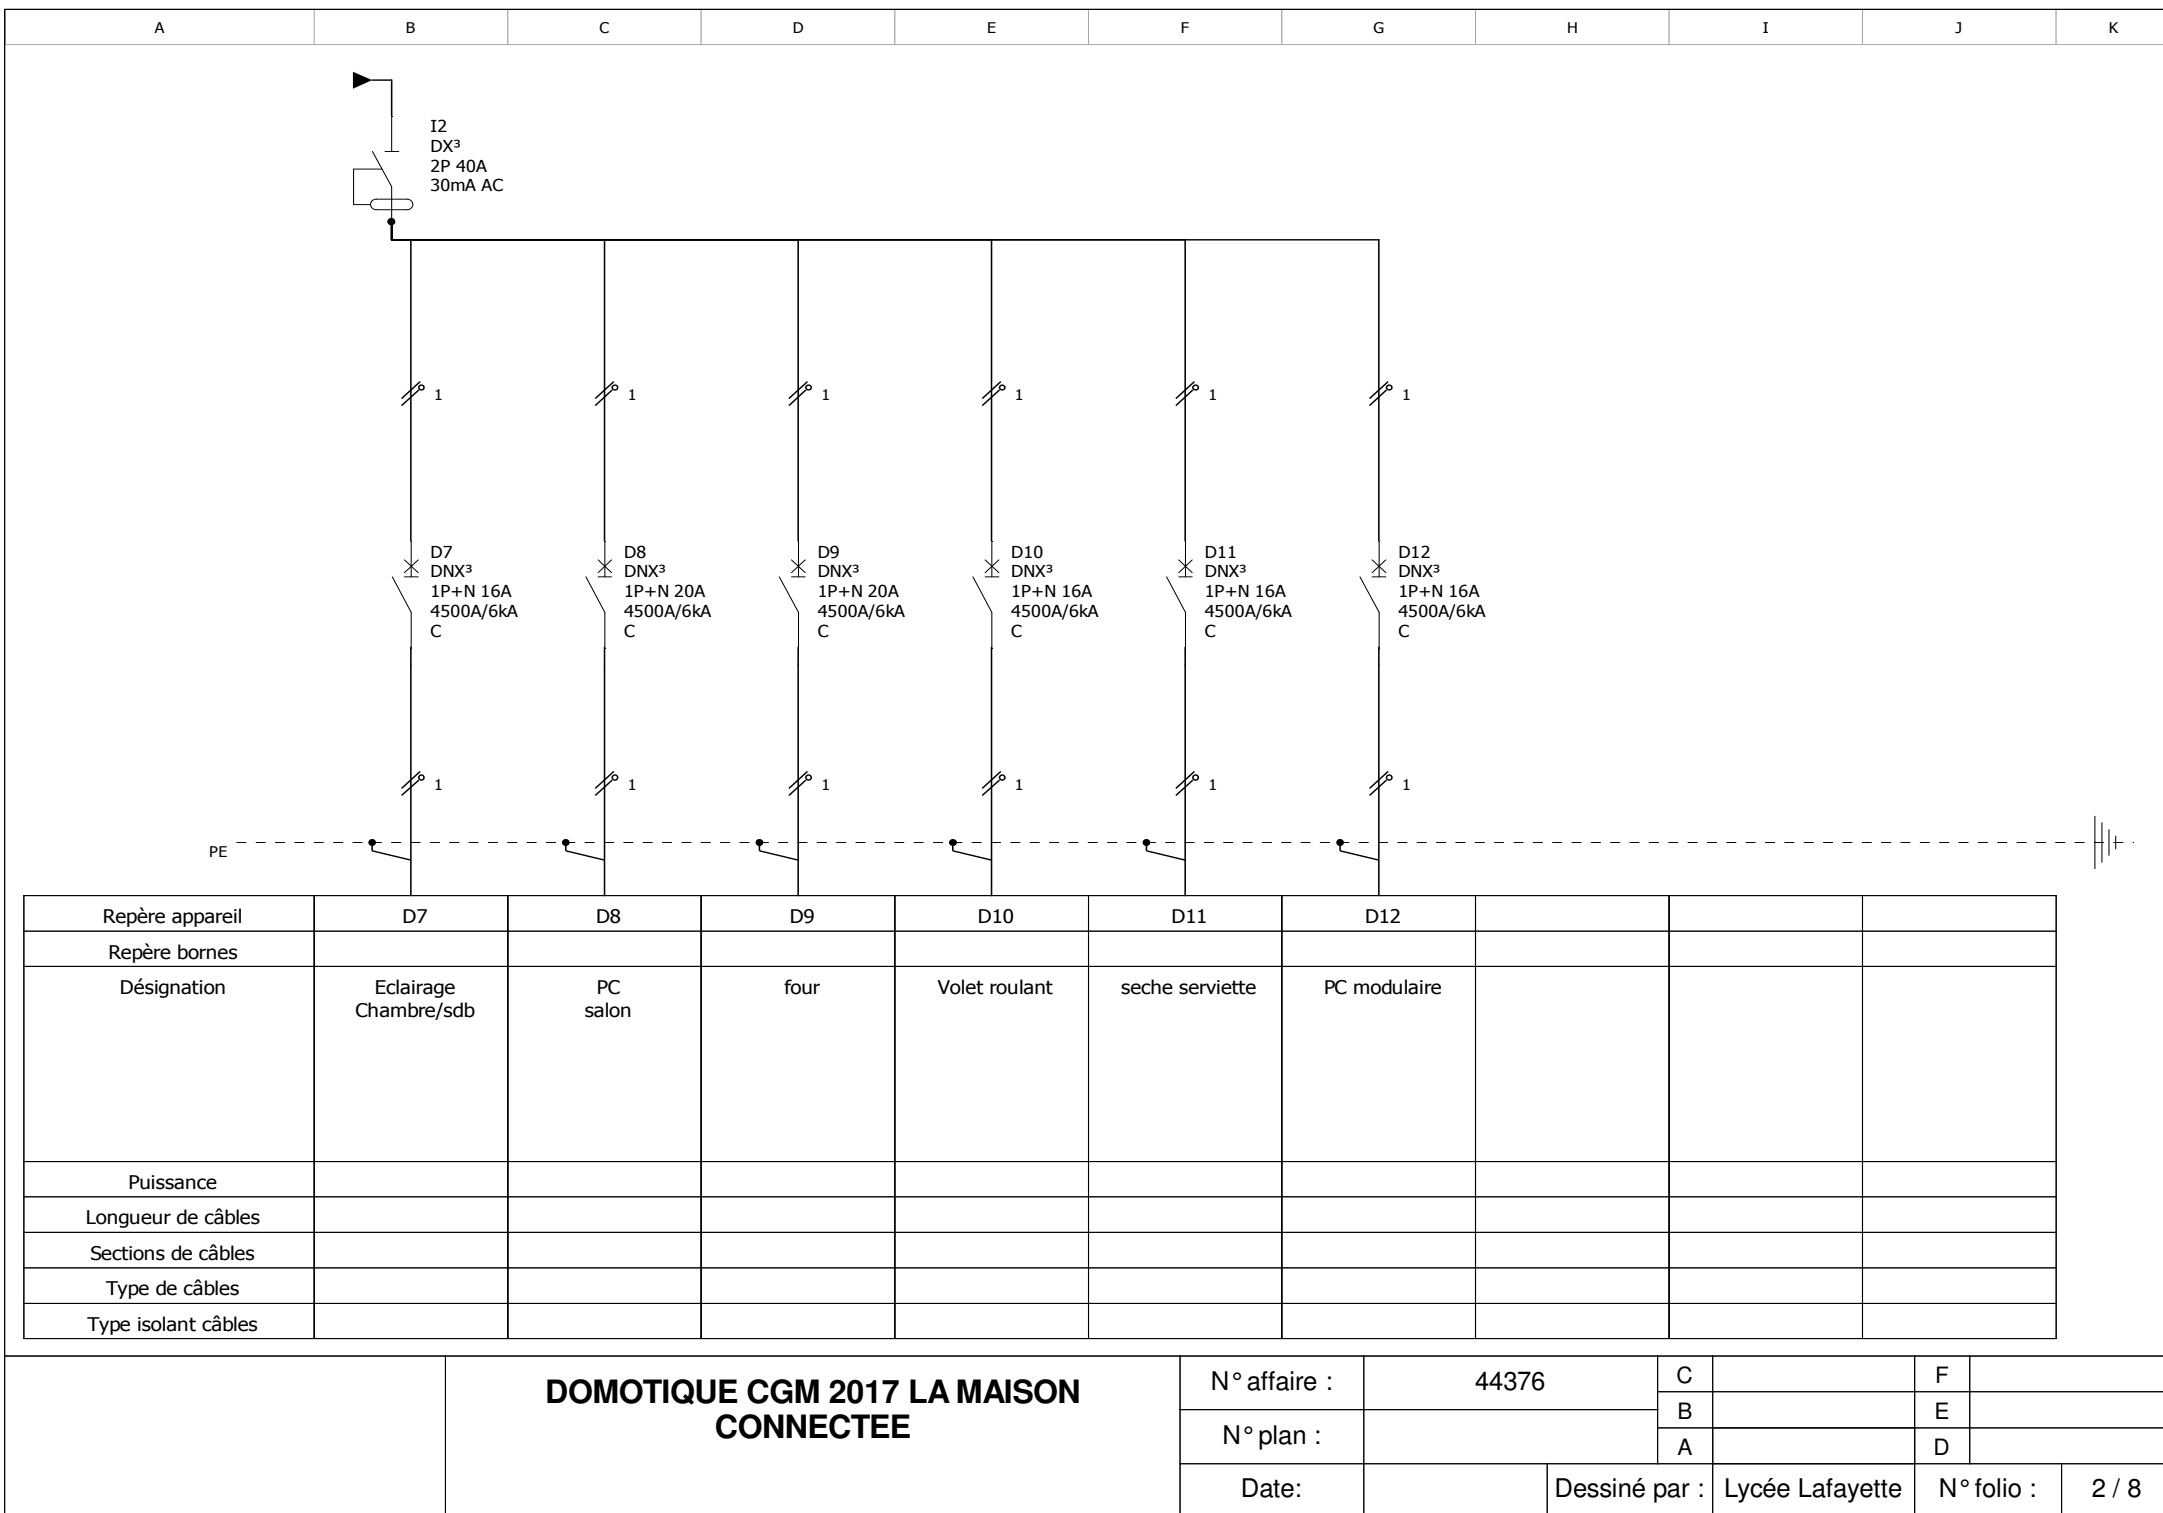 A B C D E F G H I J K
I2
DX³
2P 40A
30mA AC
1 1 1 1 1 1
D7
DNX³
1P+N 16A
4500A/6kA
C
D8
DNX³
1P+N 20A
4500A/6kA
C
D9
DNX³
1P+N 20A
4500A/6kA
C
D10
DNX³
1P+N 16A
4500A/6kA
C
D11
DNX³
1P+N 16A
4500A/6kA
C
D12
DNX³
1P+N 16A
4500A/6kA
C
1 1 1 1 1 1
PE
Repère appareil D7 D8 D9 D10 D11 D12
Repère bornes
Désignation
Eclairage
Chambre/sdb
PC
salon
four
Volet roulant
seche serviette
PC modulaire
Puissance
Longueur de câbles
Sections de câbles
Type de câbles
Type isolant câbles
DOMOTIQUE CGM 2017 LA MAISON
CONNECTEE
N° affaire : 44376
N° plan :
C F
B E
A D
Date:
Dessiné par : Lycée Lafayette
N° folio : 2 / 8